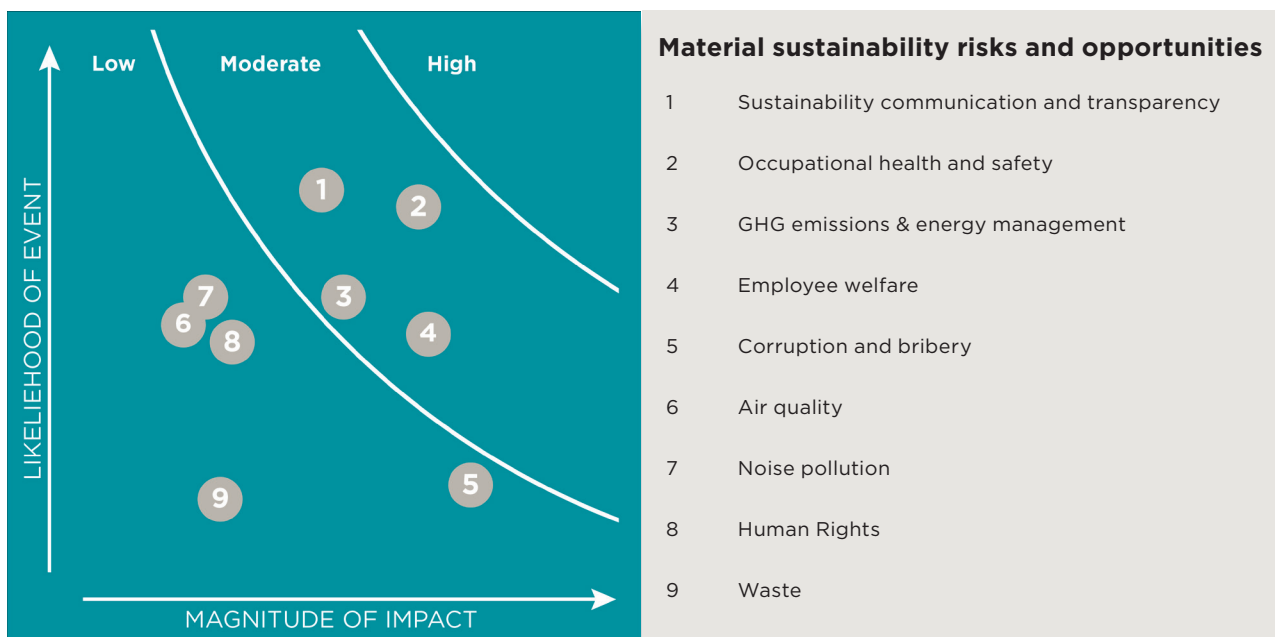 Low Moderate High
LIKELIEHOOD OF EVENT
1
2
3
4
5
6
7
8
9
MAGNITUDE OF IMPACT
Material sustainability risks and opportunities
1 Sustainability communication and transparency
2 Occupational health and safety
3 GHG emissions & energy management
4 Employee welfare
5 Corruption and bribery
6 Air quality
7 Noise pollution
8 Human Rights
9 Waste